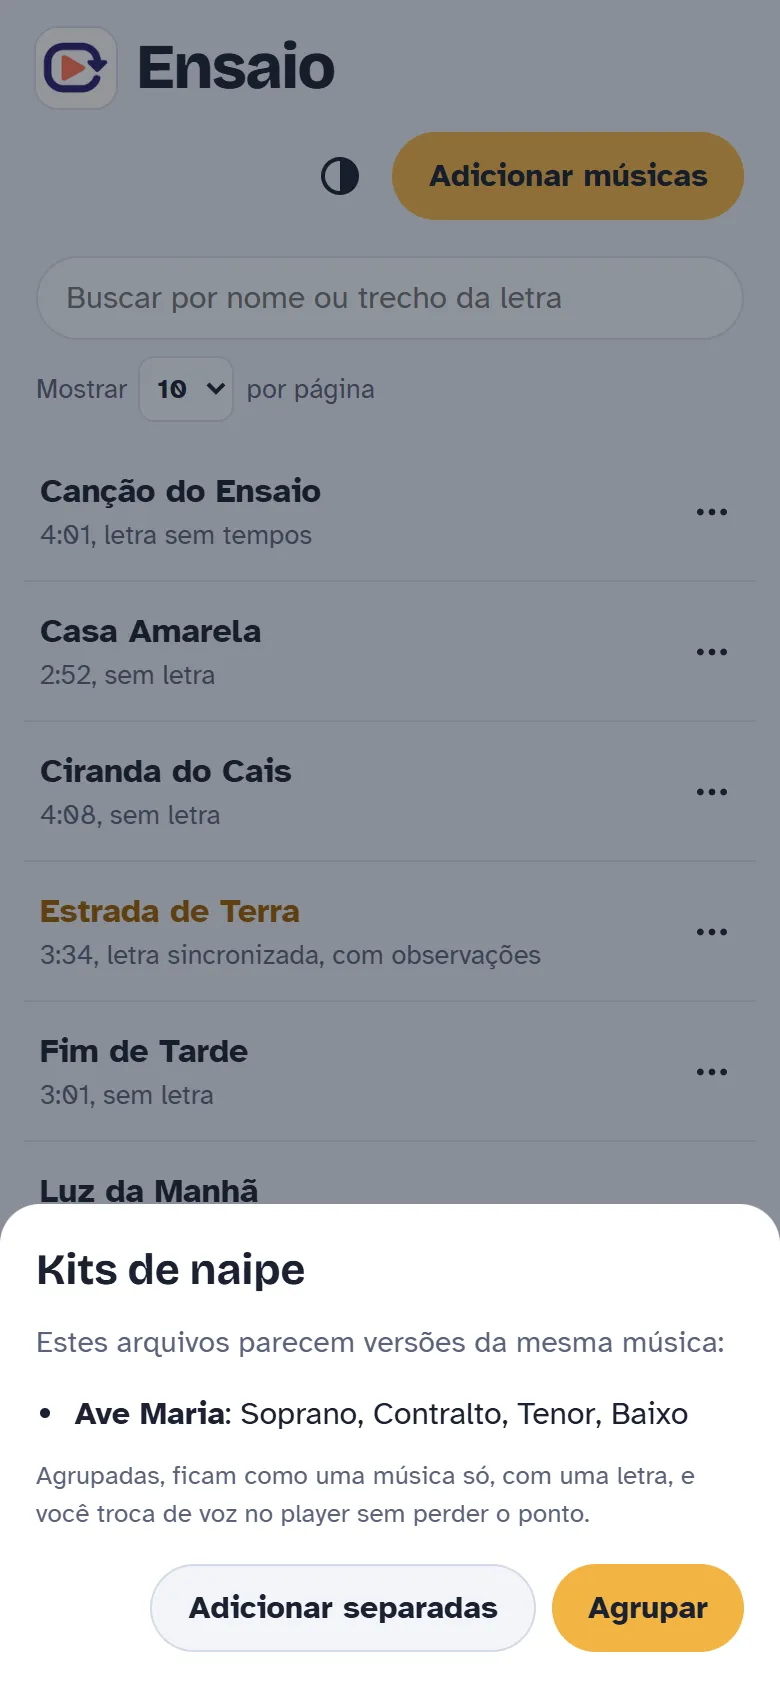 Ensaio
Adicionar músicas
Buscar por nome ou trecho da letra
Mostrar 10 por página
Canção do Ensaio
4:01, letra sem tempos
Casa Amarela
2:52, sem letra
Ciranda do Cais
4:08, sem letra
Estrada de Terra
3:34, letra sincronizada, com observações
Fim de Tarde
3:01, sem letra
Luz da Manhã
Kits de naipe
Estes arquivos parecem versões da mesma música:
• Ave Maria: Soprano, Contralto, Tenor, Baixo
Agrupadas, ficam como uma música só, com uma letra, e
você troca de voz no player sem perder o ponto.
Adicionar separadas
Agrupar